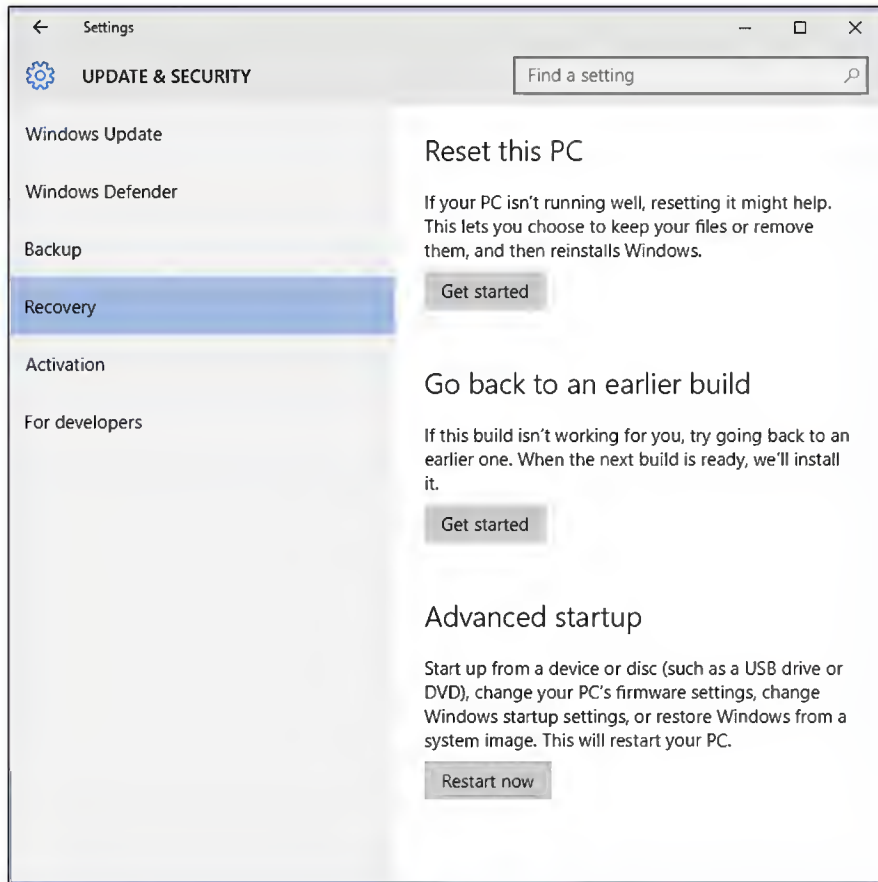 Settings
UPDATE & SECURITY
Find a setting
Windows Update
Windows Defender
Backup
Recovery
Activation
For developers
Reset this PC
If your PC isn't running well, resetting it might help.
This lets you choose to keep your files or remove
them, and then reinstalls Windows.
Get started
Go back to an earlier build
If this build isn't working for you, try going back to an
earlier one. When the next build is ready, we'll install
it.
Get started
Advanced startup
Start up from a device or disc (such as a USB drive or
DVD), change your PC's firmware settings, change
Windows startup settings, or restore Windows from a
system image. This will restart your PC.
Restart now